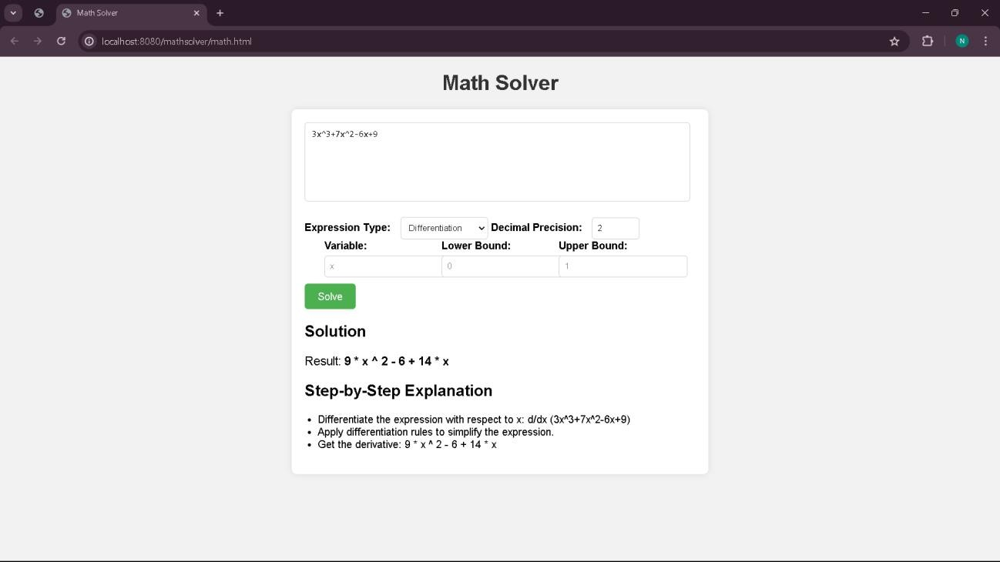 Math Solver
localhost:8080/mathsolver/math.html
N
Math Solver
3x^3+7x^2-6x+9
Expression Type: Differentiation Decimal Precision: 2
Variable: Lower Bound: Upper Bound:
x 0 1
Solve
Solution
Result: 9 * x ^ 2 - 6 + 14 * x
Step-by-Step Explanation
• Differentiate the expression with respect to x: d/dx (3x^3+7x^2-6x+9)
• Apply differentiation rules to simplify the expression.
• Get the derivative: 9 * x ^ 2 - 6 + 14 * x